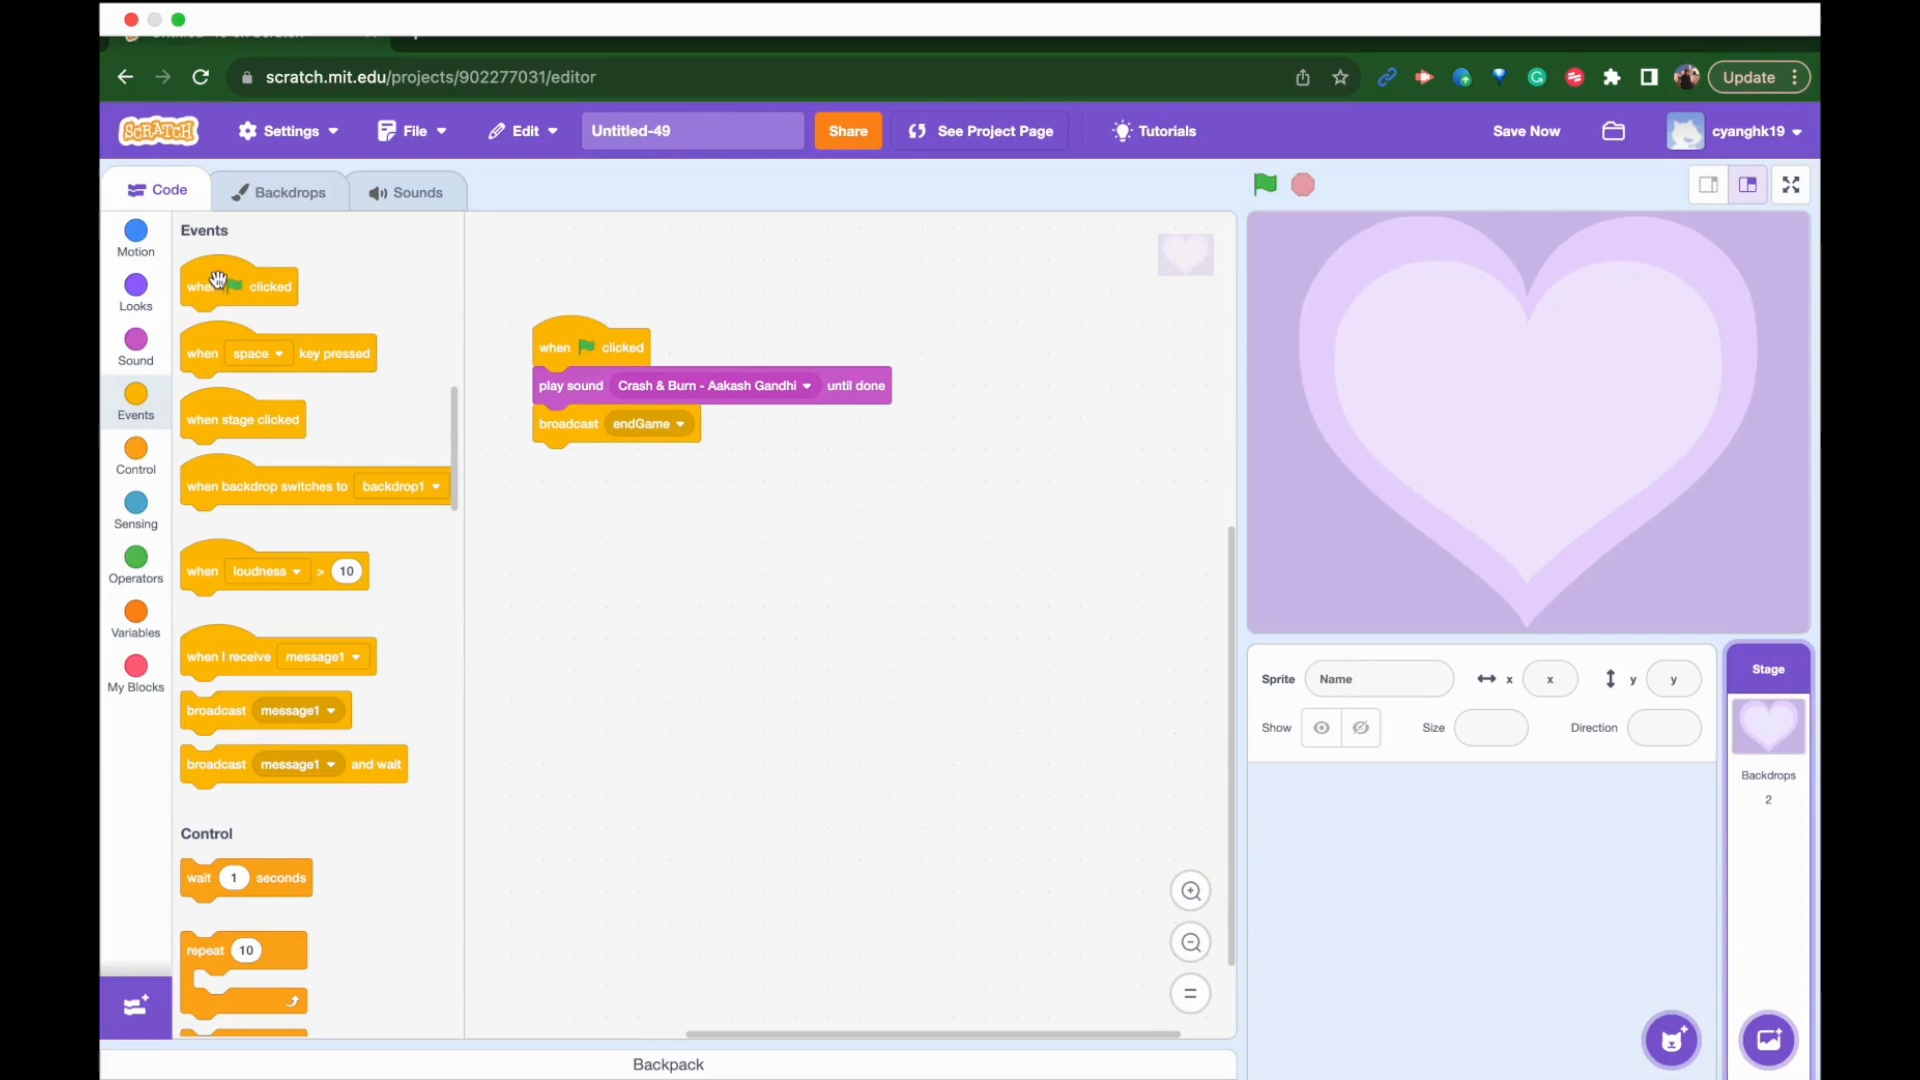 scratch.mit.edu/projects/902277031/editor
Update
SCRATCH
Settings
File
Edit
Untitled-49
Share
See Project Page
Tutorials
Save Now
cyanghk19
Code
Backdrops
Sounds
Motion
Looks
Sound
Events
Control
Sensing
Operators
Variables
My Blocks
Events
when clicked
when space key pressed
when stage clicked
when backdrop switches to backdrop1
when loudness > 10
when I receive message1
broadcast message1
broadcast message1 and wait
Control
wait 1 seconds
repeat 10
when clicked
play sound Crash & Burn - Aakash Gandhi until done
broadcast endGame
Sprite Name x x y y
Show Size Direction
Stage
Backdrops
2
Backpack